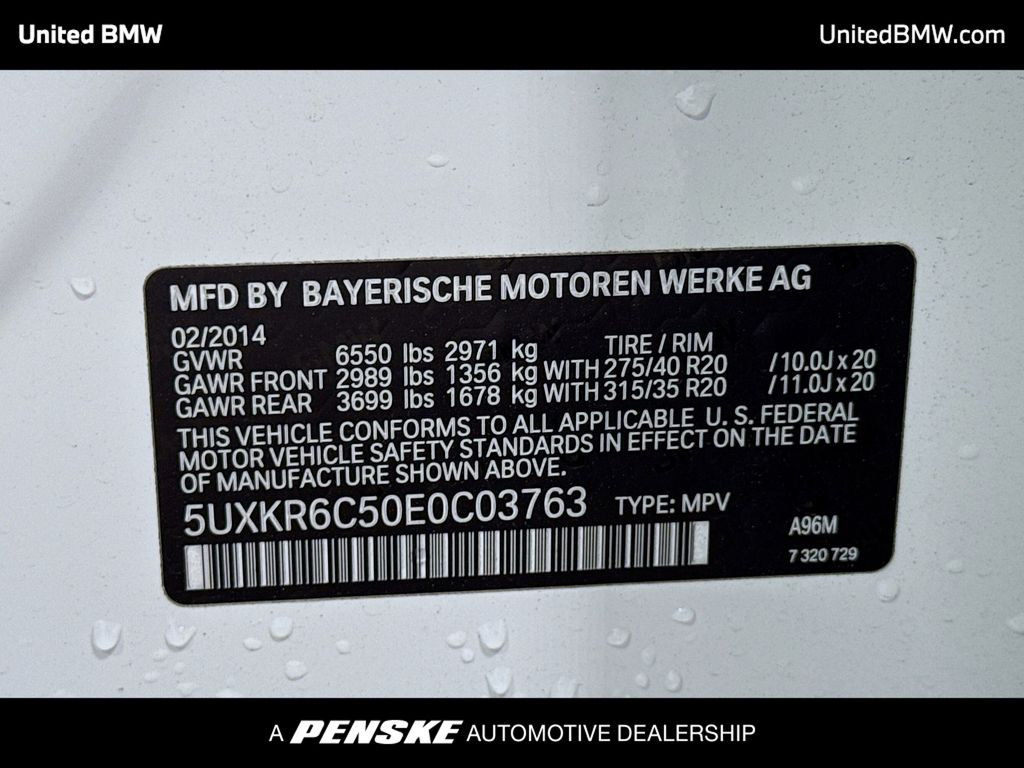 United BMW
UnitedBMW.com
MFD BY BAYERISCHE MOTOREN WERKE AG
02/2014
TIRE / RIM
GVWR 6550 lbs 2971 kg
GAWR FRONT 2989 lbs 1356 kg WITH 275/40 R20 /10.0J x 20
GAWR REAR 3699 lbs 1678 kg WITH 315/35 R20 /11.0J x 20
THIS VEHICLE CONFORMS TO ALL APPLICABLE U. S. FEDERAL
MOTOR VEHICLE SAFETY STANDARDS IN EFFECT ON THE DATE
OF MANUFACTURE SHOWN ABOVE.
5UXKR6C50E0C03763 TYPE: MPV
A96M
7 320 729
A PENSKE AUTOMOTIVE DEALERSHIP